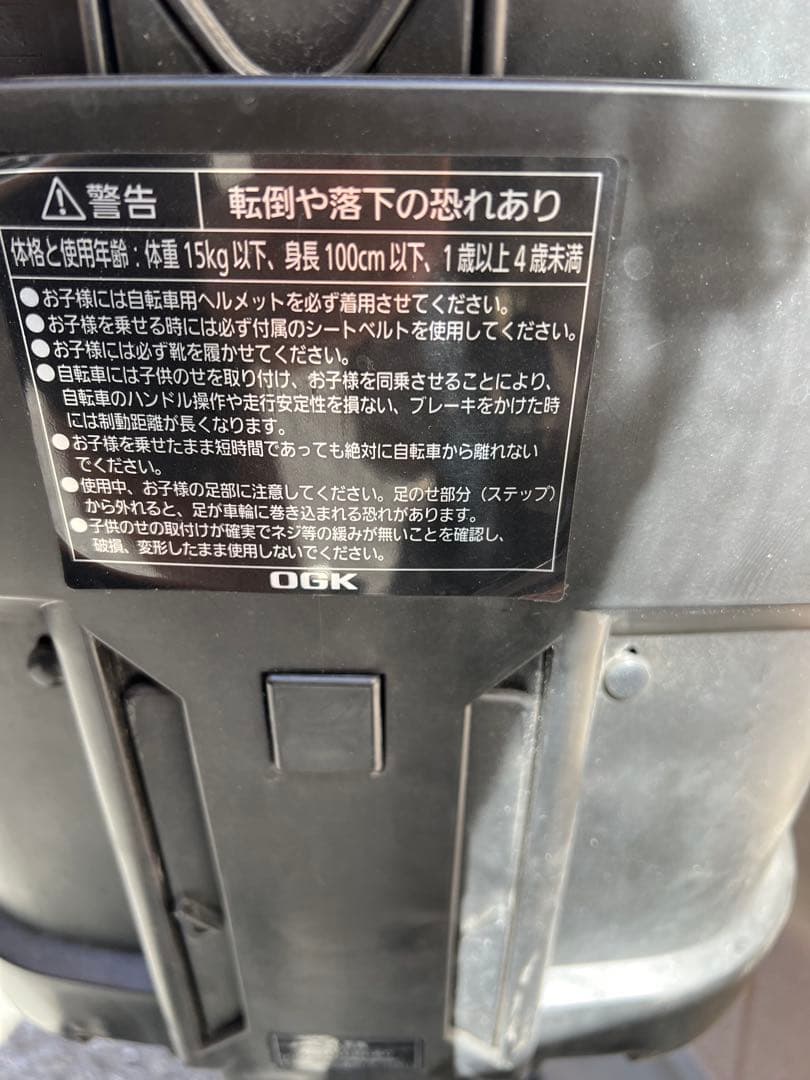 警告 転倒や落下の恐れあり
体格と使用年齢：体重15kg以下、身長100cm以下、1歳以上4歳未満
●お子様には自転車用ヘルメットを必ず着用させてください。
●お子様を乗せる時には必ず付属のシートベルトを使用してください。
●お子様には必ず靴を履かせてください。
●自転車には子供のせを取り付け、お子様を同乗させることにより、
自転車のハンドル操作や走行安定性を損ない、ブレーキをかけた時
には制動距離が長くなります。
●お子様を乗せたまま短時間であっても絶対に自転車から離れない
でください。
●使用中、お子様の足部に注意してください。足のせ部分（ステップ）
から外れると、足が車輪に巻き込まれる恐れがあります。
●子供のせの取付けが確実でネジ等の緩みが無いことを確認し、
破損、変形したまま使用しないでください。
OGK